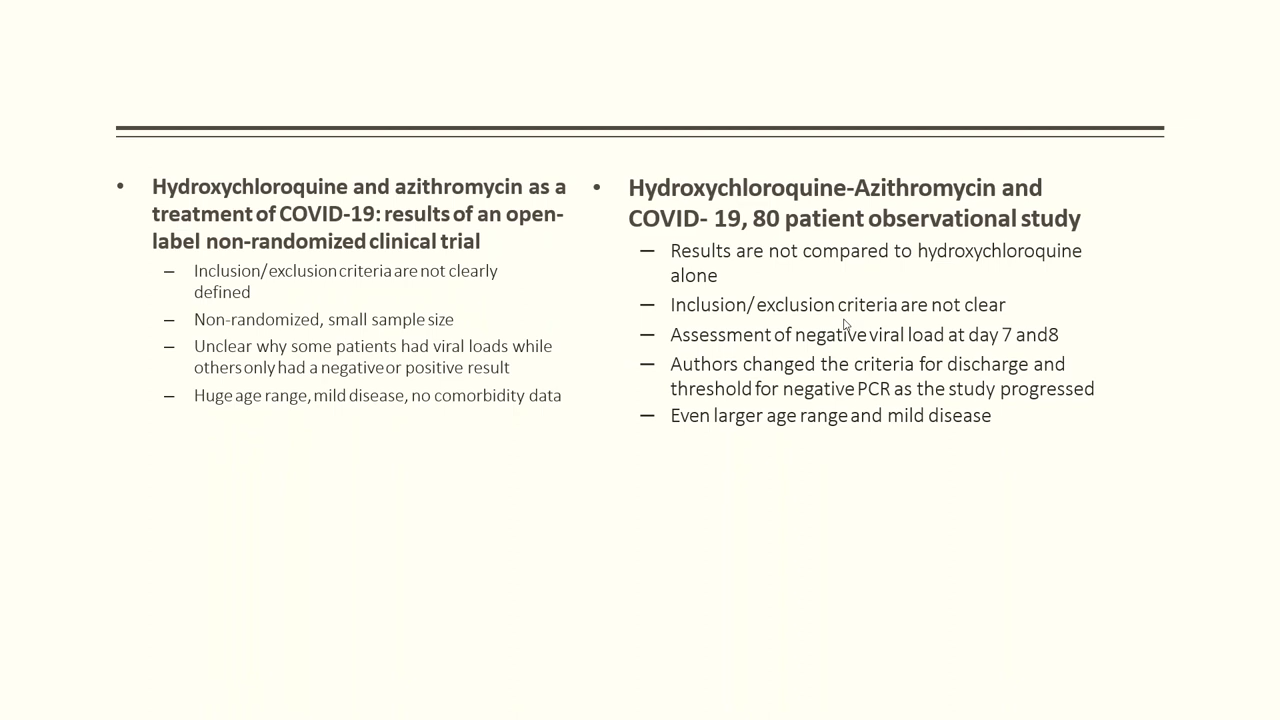 • Hydroxychloroquine and azithromycin as a
treatment of COVID-19: results of an open-
label non-randomized clinical trial
– Inclusion/exclusion criteria are not clearly
defined
– Non-randomized, small sample size
– Unclear why some patients had viral loads while
others only had a negative or positive result
– Huge age range, mild disease, no comorbidity data
• Hydroxychloroquine-Azithromycin and
COVID- 19, 80 patient observational study
– Results are not compared to hydroxychloroquine
alone
– Inclusion/ exclusion criteria are not clear
– Assessment of negative viral load at day 7 and8
– Authors changed the criteria for discharge and
threshold for negative PCR as the study progressed
– Even larger age range and mild disease